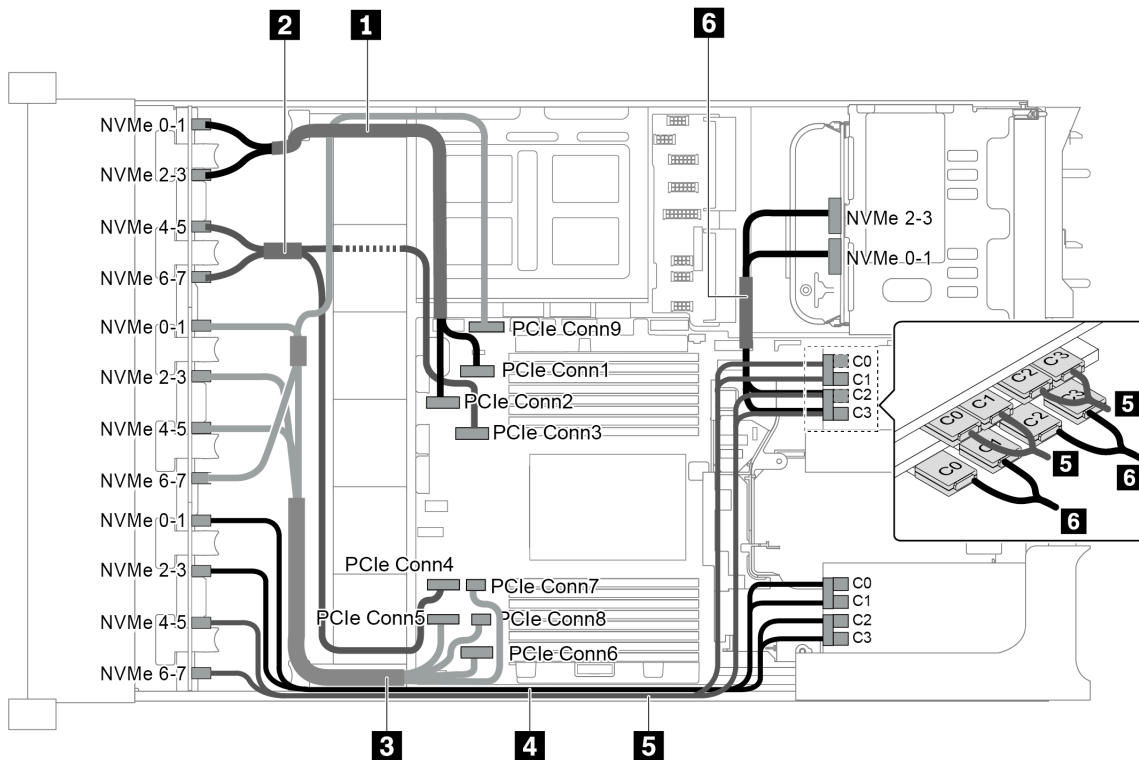 2
1
6
NVMe 0-1
NVMe 2-3
NVMe 4-5
NVMe 6-7
NVMe 0-1
NVMe 2-3
NVMe 4-5
NVMe 6-7
NVMe 0-1
NVMe 2-3
NVMe 4-5
NVMe 6-7
PCIe Conn9
PCIe Conn1
PCIe Conn2
PCIe Conn3
PCIe Conn4
PCIe Conn7
PCIe Conn5
PCIe Conn8
PCIe Conn6
NVMe 2-3
NVMe 0-1
6
C0
C1
C2
C3
C3
C2
C3
C1
C2
C0
C1
C0
5
5
6
6
C0
C1
C2
C3
3
4
5